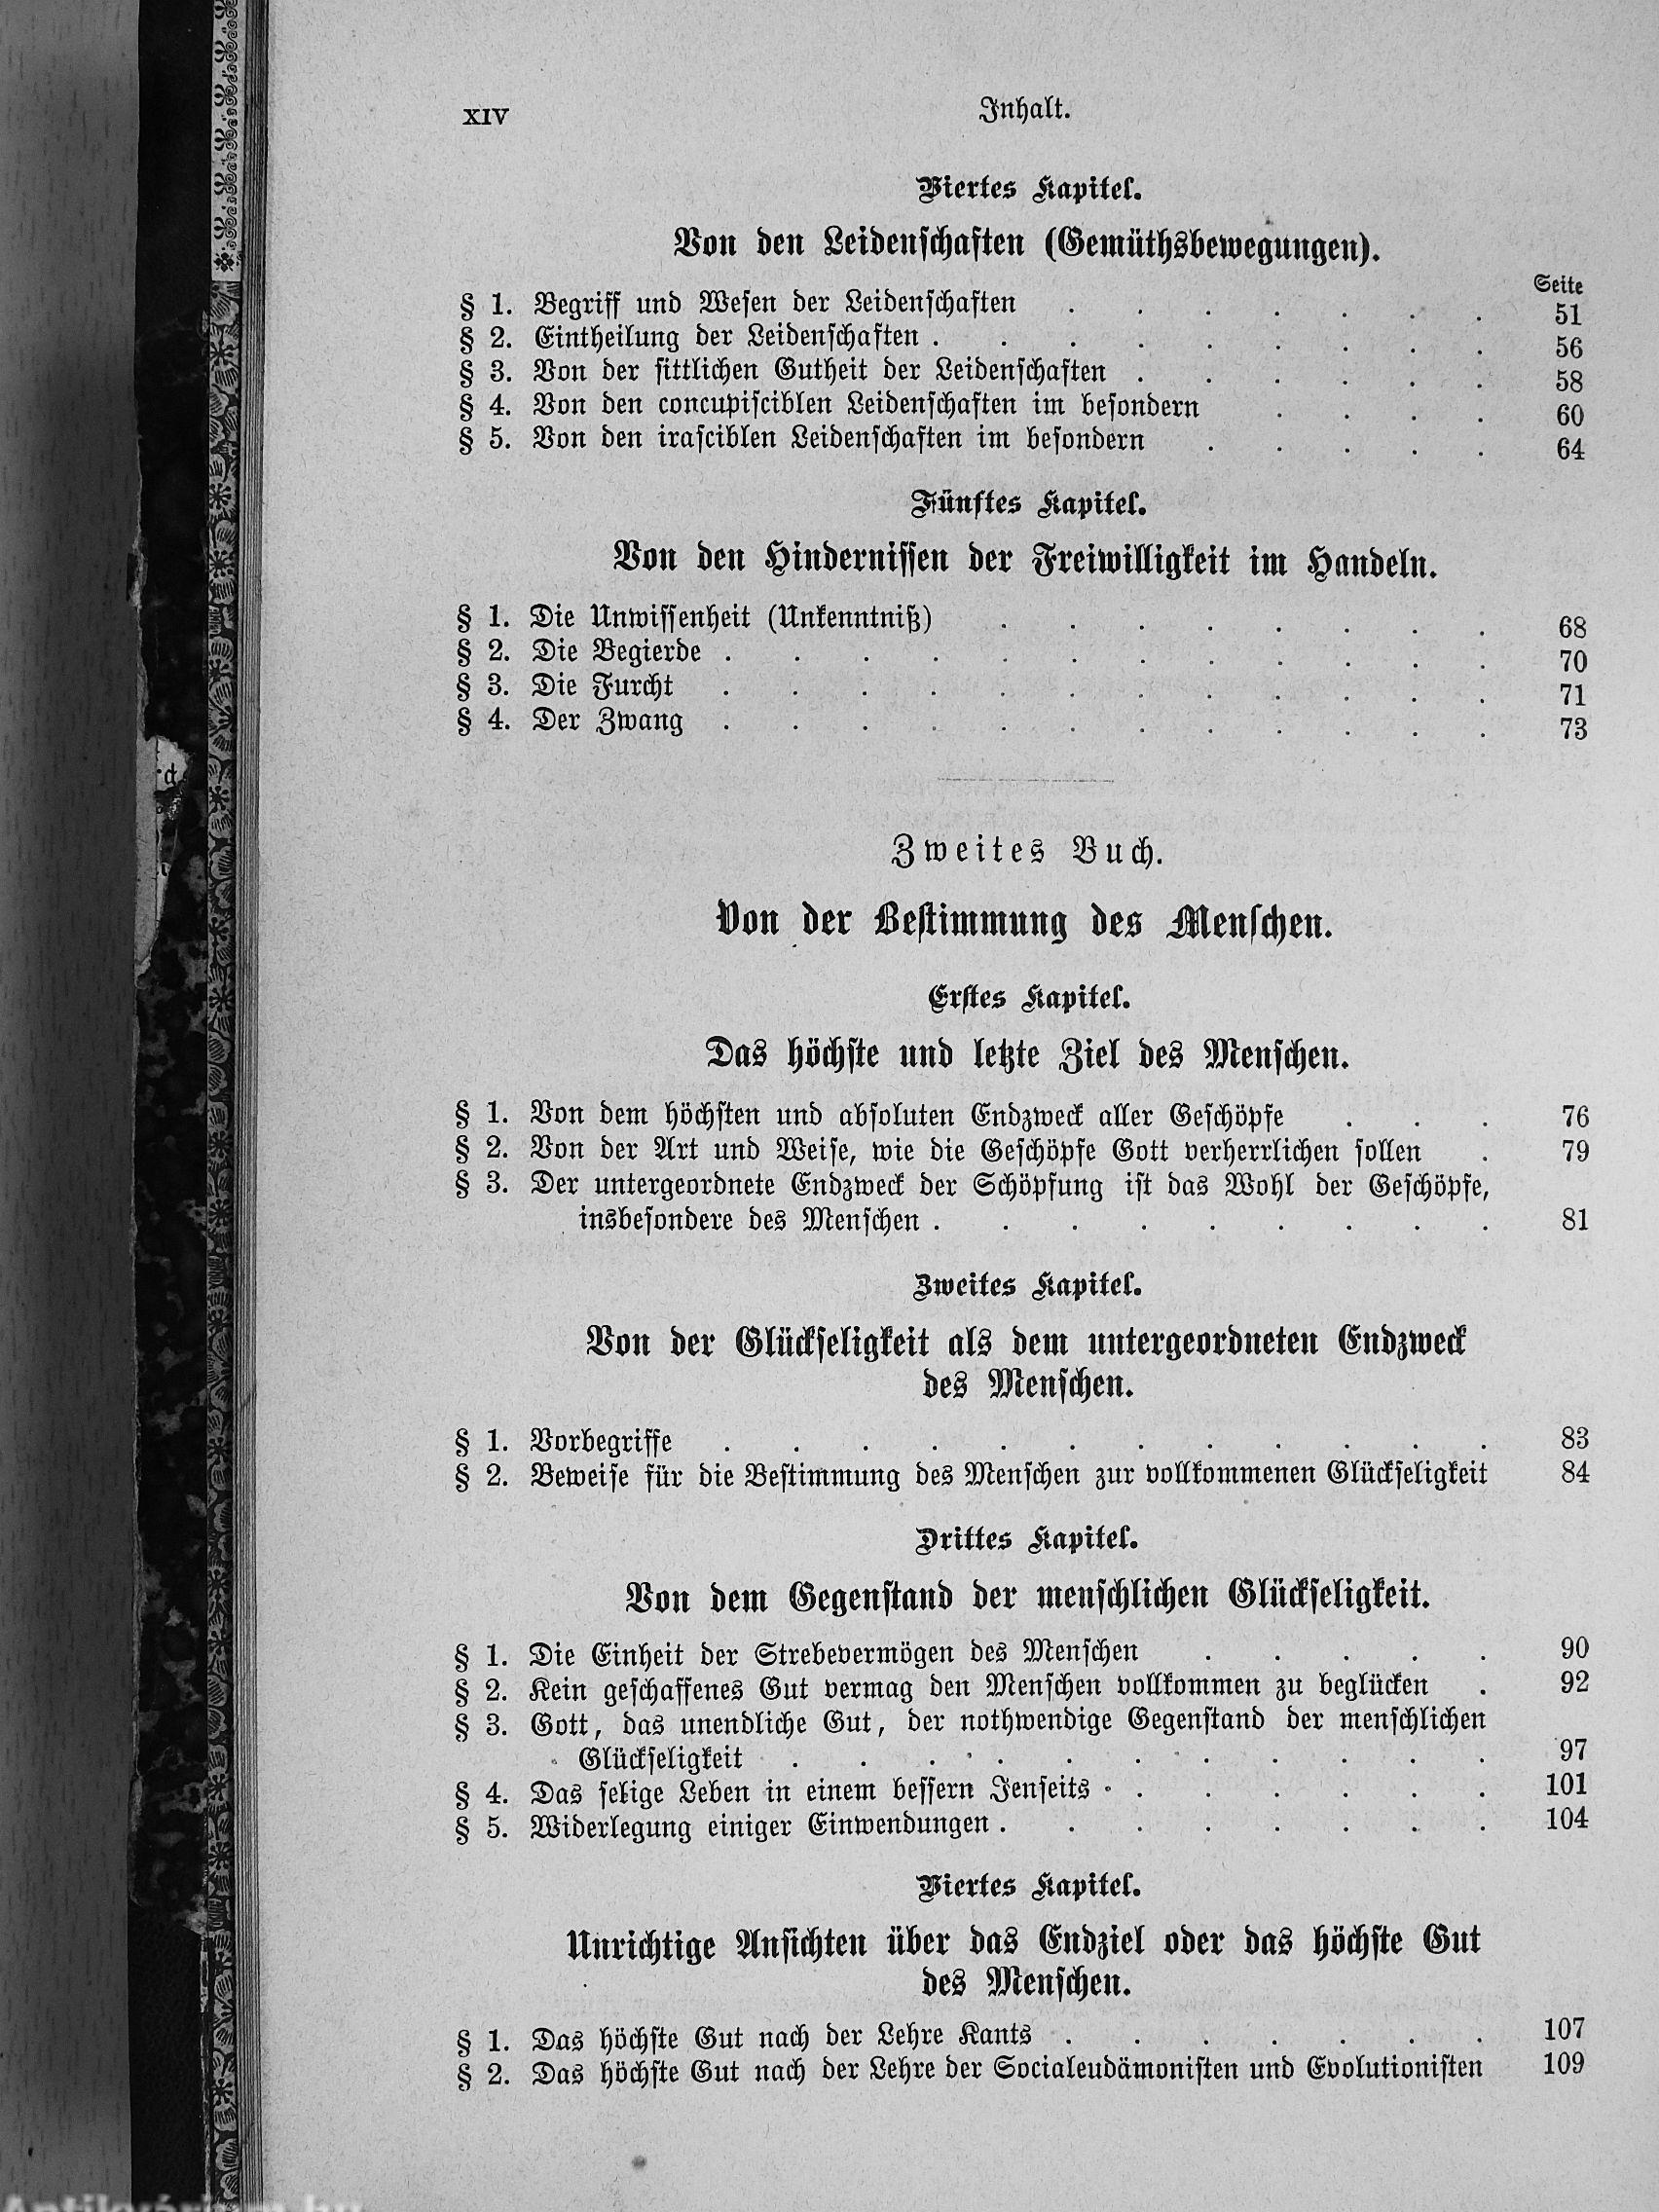 XIV
Inhalt.
Viertes Kapitel.
Von den Leidenschaften (Gemüthsbewegungen).
Seite
§ 1. Begriff und Wesen der Leidenschaften . . . . . . . 51
§ 2. Eintheilung der Leidenschaften . . . . . . . . . 56
§ 3. Von der sittlichen Gutheit der Leidenschaften . . . . . . 58
§ 4. Von den concupisciblen Leidenschaften im besondern . . . . 60
§ 5. Von den irasciblen Leidenschaften im besondern . . . . . 64
Fünftes Kapitel.
Von den Hindernissen der Freiwilligkeit im Handeln.
§ 1. Die Unwissenheit (Unkenntniß) . . . . . . . . 68
§ 2. Die Begierde . . . . . . . . . . . . 70
§ 3. Die Furcht . . . . . . . . . . . . 71
§ 4. Der Zwang . . . . . . . . . . . . 73
Zweites Buch.
Von der Bestimmung des Menschen.
Erstes Kapitel.
Das höchste und letzte Ziel des Menschen.
§ 1. Von dem höchsten und absoluten Endzweck aller Geschöpfe . . . 76
§ 2. Von der Art und Weise, wie die Geschöpfe Gott verherrlichen sollen . 79
§ 3. Der untergeordnete Endzweck der Schöpfung ist das Wohl der Geschöpfe,
insbesondere des Menschen . . . . . . . . . 81
Zweites Kapitel.
Von der Glückseligkeit als dem untergeordneten Endzweck
des Menschen.
§ 1. Vorbegriffe . . . . . . . . . . . . 83
§ 2. Beweise für die Bestimmung des Menschen zur vollkommenen Glückseligkeit 84
Drittes Kapitel.
Von dem Gegenstand der menschlichen Glückseligkeit.
§ 1. Die Einheit der Strebevermögen des Menschen . . . . . 90
§ 2. Kein geschaffenes Gut vermag den Menschen vollkommen zu beglücken . 92
§ 3. Gott, das unendliche Gut, der nothwendige Gegenstand der menschlichen
Glückseligkeit . . . . . . . . . . . 97
§ 4. Das selige Leben in einem bessern Jenseits . . . . . . . 101
§ 5. Widerlegung einiger Einwendungen . . . . . . . . 104
Viertes Kapitel.
Unrichtige Ansichten über das Endziel oder das höchste Gut
des Menschen.
§ 1. Das höchste Gut nach der Lehre Kants . . . . . . . 107
§ 2. Das höchste Gut nach der Lehre der Socialeudämonisten und Evolutionisten 109